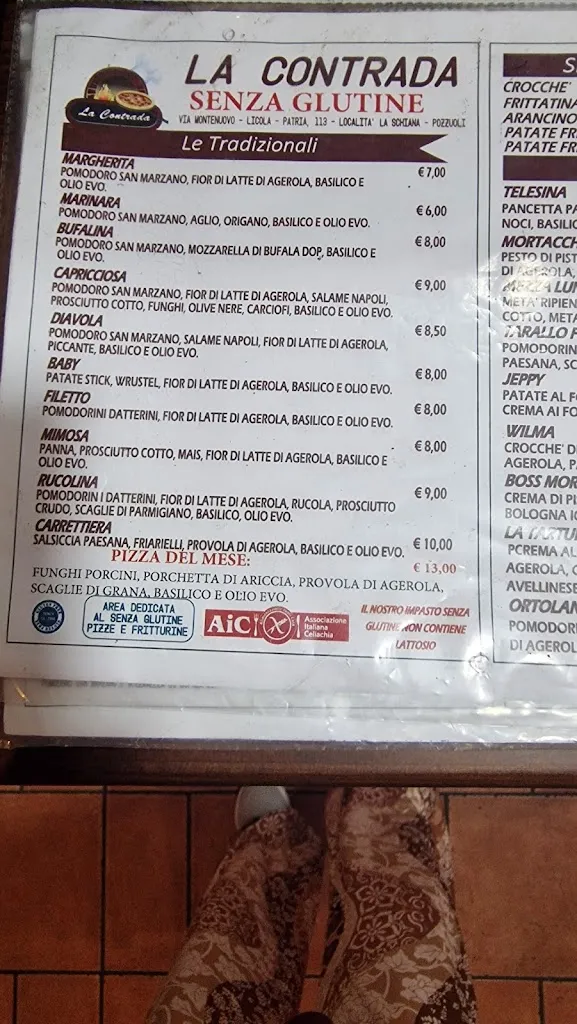 La Contrada
LA CONTRADA
SENZA GLUTINE
VIA MONTENUOVO - LICOLA - PATRIA, 113 - LOCALITA' LA SCHIANA - POZZUOLI
Le Tradizionali
MARGHERITA
POMODORO SAN MARZANO, FIOR DI LATTE DI AGEROLA, BASILICO E € 7,00
OLIO EVO.
MARINARA
POMODORO SAN MARZANO, AGLIO, ORIGANO, BASILICO E OLIO EVO. € 6,00
BUFALINA
POMODORO SAN MARZANO, MOZZARELLA DI BUFALA DOP, BASILICO E € 8,00
OLIO EVO.
CAPRICCIOSA
POMODORO SAN MARZANO, FIOR DI LATTE DI AGEROLA, SALAME NAPOLI, € 9,00
PROSCIUTTO COTTO, FUNGHI, OLIVE NERE, CARCIOFI, BASILICO E OLIO EVO.
DIAVOLA
POMODORO SAN MARZANO, SALAME NAPOLI, FIOR DI LATTE DI AGEROLA, € 8,50
PICCANTE, BASILICO E OLIO EVO.
BABY
PATATE STICK, WRUSTEL, FIOR DI LATTE DI AGEROLA, BASILICO E OLIO EVO. € 8,00
FILETTO
POMODORINI DATTERINI, FIOR DI LATTE DI AGEROLA, BASILICO E OLIO EVO. € 8,00
MIMOSA
PANNA, PROSCIUTTO COTTO, MAIS, FIOR DI LATTE DI AGEROLA, BASILICO E € 8,00
OLIO EVO.
RUCOLINA
POMODORIN I DATTERINI, FIOR DI LATTE DI AGEROLA, RUCOLA, PROSCIUTTO € 9,00
CRUDO, SCAGLIE DI PARMIGIANO, BASILICO, OLIO EVO.
CARRETTIERA
SALSICCIA PAESANA, FRIARIELLI, PROVOLA DI AGEROLA, BASILICO E OLIO EVO. € 10,00
PIZZA DEL MESE: € 13,00
FUNGHI PORCINI, PORCHETTA DI ARICCIA, PROVOLA DI AGEROLA,
SCAGLIE DI GRANA, BASILICO E OLIO EVO.
AREA DEDICATA
AL SENZA GLUTINE
PIZZE E FRITTURINE
AiC
Associazione
Italiana
Celiachia
IL NOSTRO IMPASTO SENZA
GLUTINE NON CONTIENE
LATTOSIO
S
CROCCHE'
FRITTATINA
ARANCINO
PATATE FR
PATATE FR
TELESINA
PANCETTA PA
NOCI, BASILIC
MORTACCH
PESTO DI PIST
DI AGEROLA,
MEZZA LUN
META' RIPIEN
COTTO, META
TARALLO P
POMODORIN
PAESANA, SC
JEPPY
PATATE AL FO
CREMA AI FO
WILMA
CROCCHE' D
AGEROLA, P
BOSS MOR
CREMA DI PI
BOLOGNA I
LA TARTU
PCREMA AL
AGEROLA, C
AVELLINESE
ORTOLAN
POMODORI
DI AGEROL